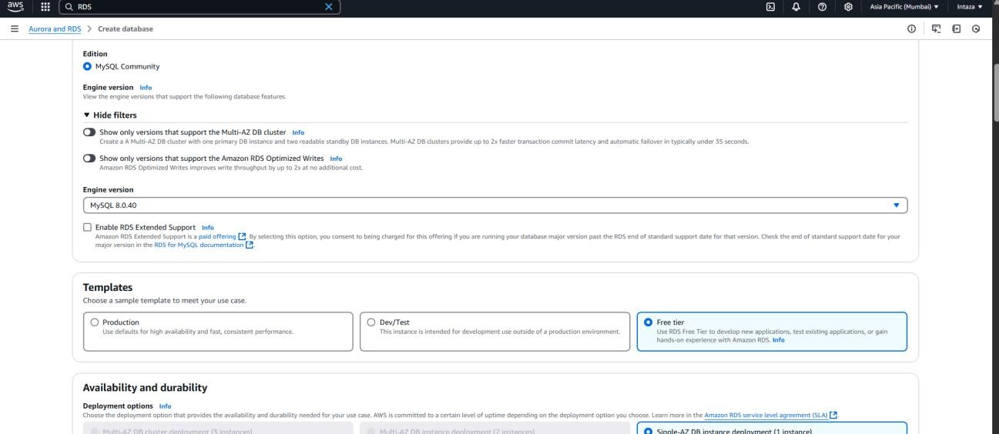 aws
RDS
Asia Pacific (Mumbai) ▼
Intaza ▼
Aurora and RDS > Create database
Edition
MySQL Community
Engine version Info
View the engine versions that support the following database features.
▼ Hide filters
Show only versions that support the Multi-AZ DB cluster Info
Create a A Multi-AZ DB cluster with one primary DB instance and two readable standby DB instances. Multi-AZ DB clusters provide up to 2x faster transaction commit latency and automatic failover in typically under 35 seconds.
Show only versions that support the Amazon RDS Optimized Writes Info
Amazon RDS Optimized Writes improves write throughput by up to 2x at no additional cost.
Engine version
MySQL 8.0.40
Enable RDS Extended Support Info
Amazon RDS Extended Support is a paid offering. By selecting this option, you consent to being charged for this offering if you are running your database major version past the RDS end of standard support date for that version. Check the end of standard support date for your
major version in the RDS for MySQL documentation.
Templates
Choose a sample template to meet your use case.
Production
Use defaults for high availability and fast, consistent performance.
Dev/Test
This instance is intended for development use outside of a production environment.
Free tier
Use RDS Free Tier to develop new applications, test existing applications, or gain
hands-on experience with Amazon RDS. Info
Availability and durability
Deployment options Info
Choose the deployment option that provides the availability and durability needed for your use case. AWS is committed to a certain level of uptime depending on the deployment option you choose. Learn more in the Amazon RDS service level agreement (SLA).
Multi-AZ DB cluster deployment (3 instances)
Multi-AZ DB instance deployment (2 instances)
Single-AZ DB instance deployment (1 instance)